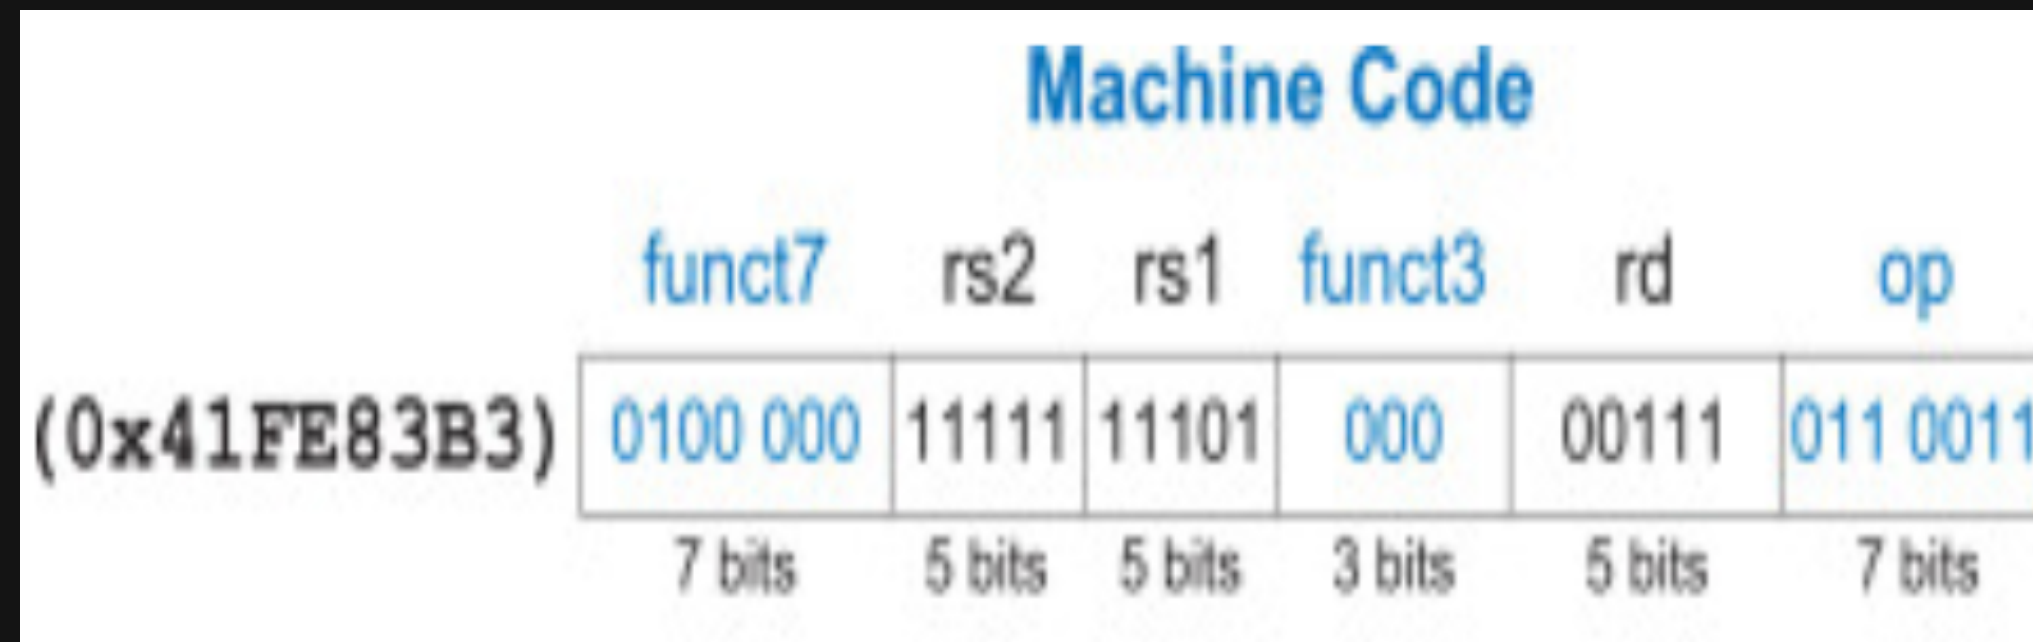 Machine Code
funct7 rs2 rs1 funct3 rd op
(0x41FE83B3) 0100 000 11111 11101 000 00111 011 0011
7 bits 5 bits 5 bits 3 bits 5 bits 7 bits